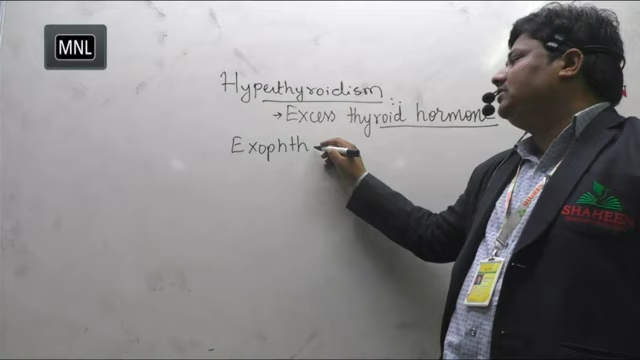 MNL
Hyperthyroidism :
→ Excess thyroid hormone
Exophth
SHAHEEN